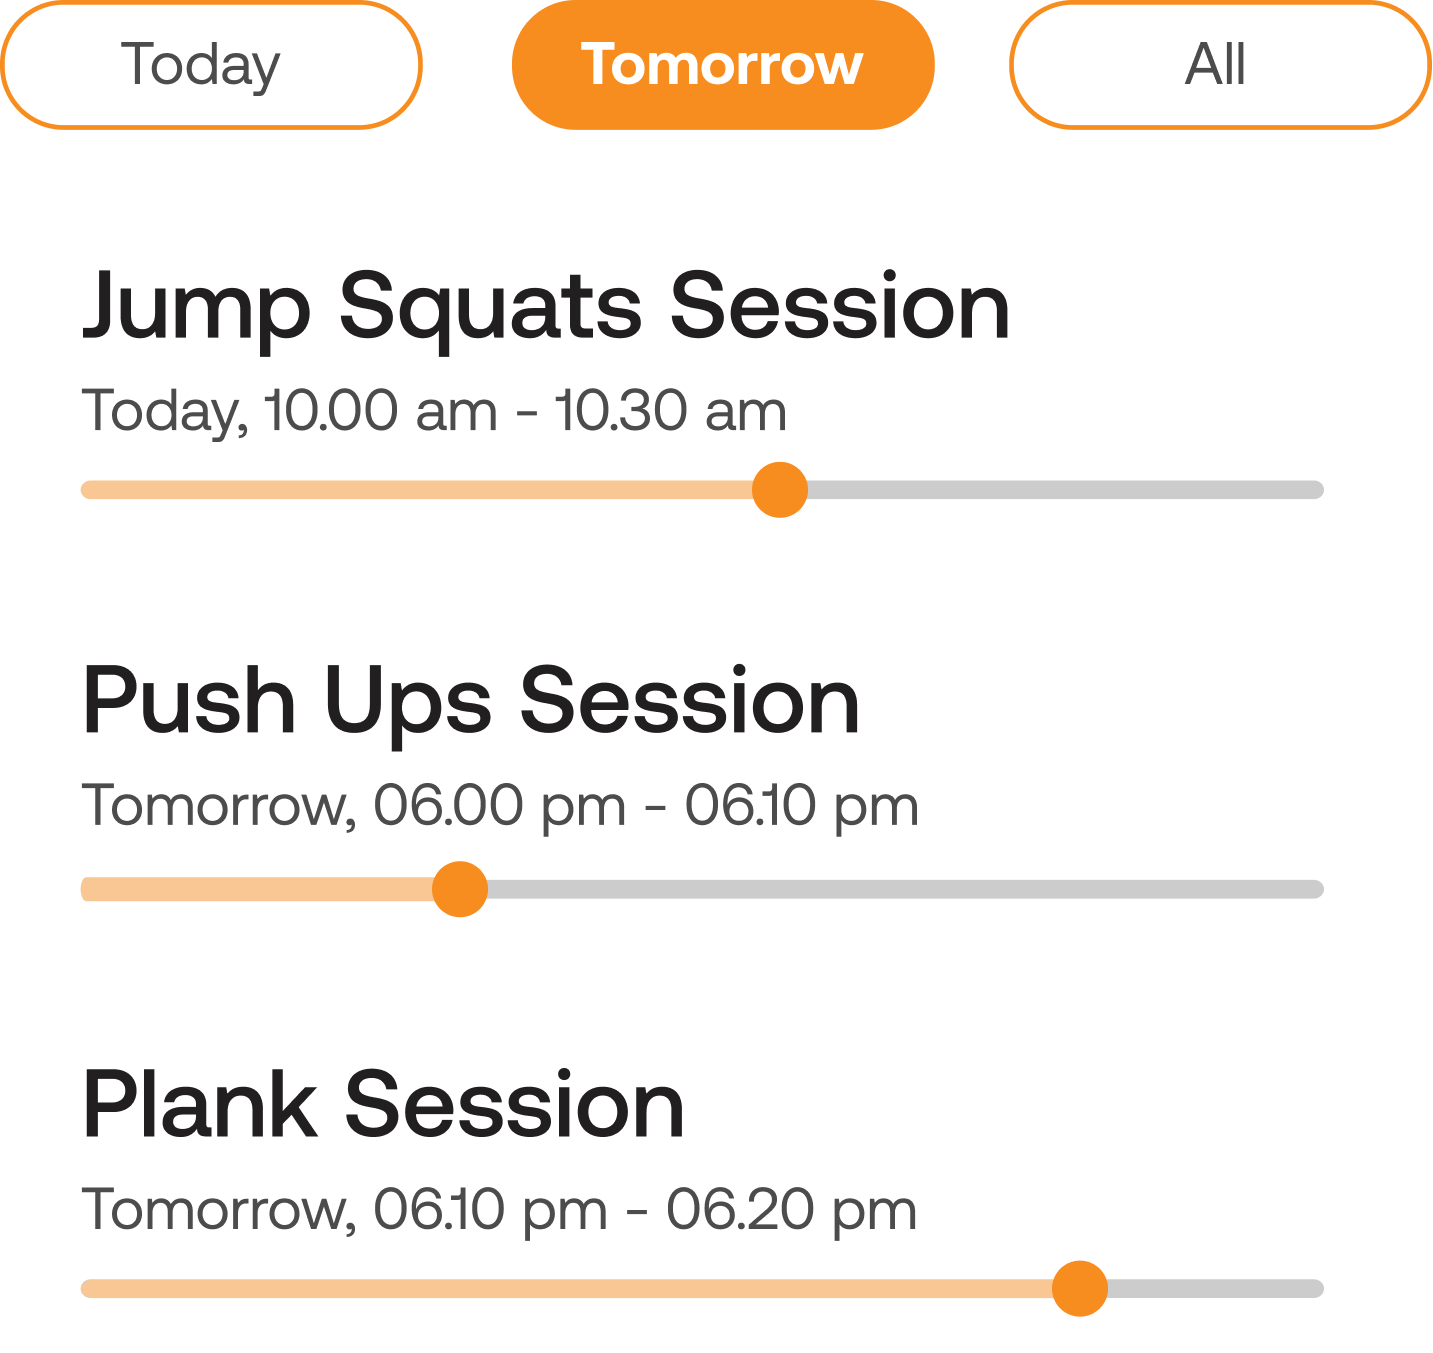 Today
Tomorrow
All
Jump Squats Session
Today, 10.00 am - 10.30 am
Push Ups Session
Tomorrow, 06.00 pm - 06.10 pm
Plank Session
Tomorrow, 06.10 pm - 06.20 pm